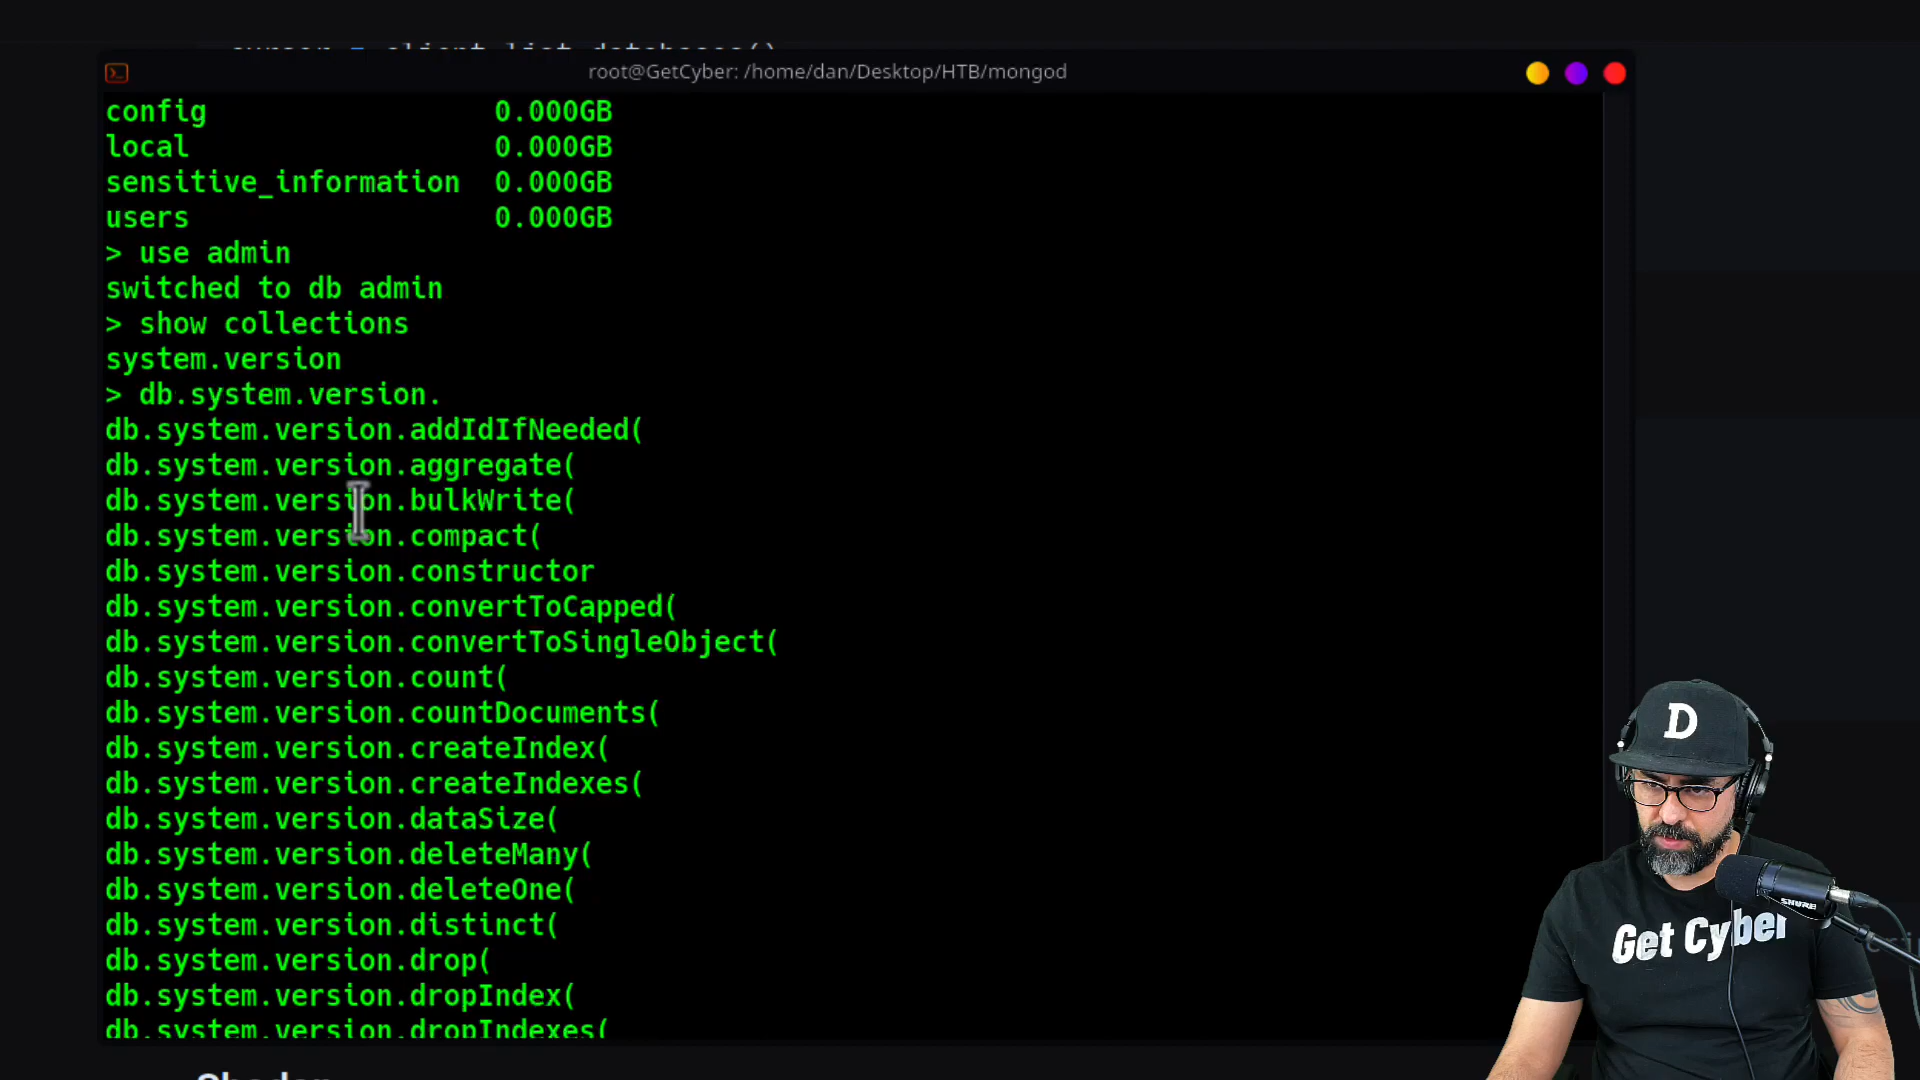 cursor = client.list_databases()
root@GetCyber: /home/dan/Desktop/HTB/mongod
config 0.000GB
local 0.000GB
sensitive_information 0.000GB
users 0.000GB
> use admin
switched to db admin
> show collections
system.version
> db.system.version.
db.system.version.addIdIfNeeded(
db.system.version.aggregate(
db.system.version.bulkWrite(
db.system.version.compact(
db.system.version.constructor
db.system.version.convertToCapped(
db.system.version.convertToSingleObject(
db.system.version.count(
db.system.version.countDocuments(
db.system.version.createIndex(
db.system.version.createIndexes(
db.system.version.dataSize(
db.system.version.deleteMany(
db.system.version.deleteOne(
db.system.version.distinct(
db.system.version.drop(
db.system.version.dropIndex(
db.system.version.dropIndexes(
D
SHURE
Get Cyber